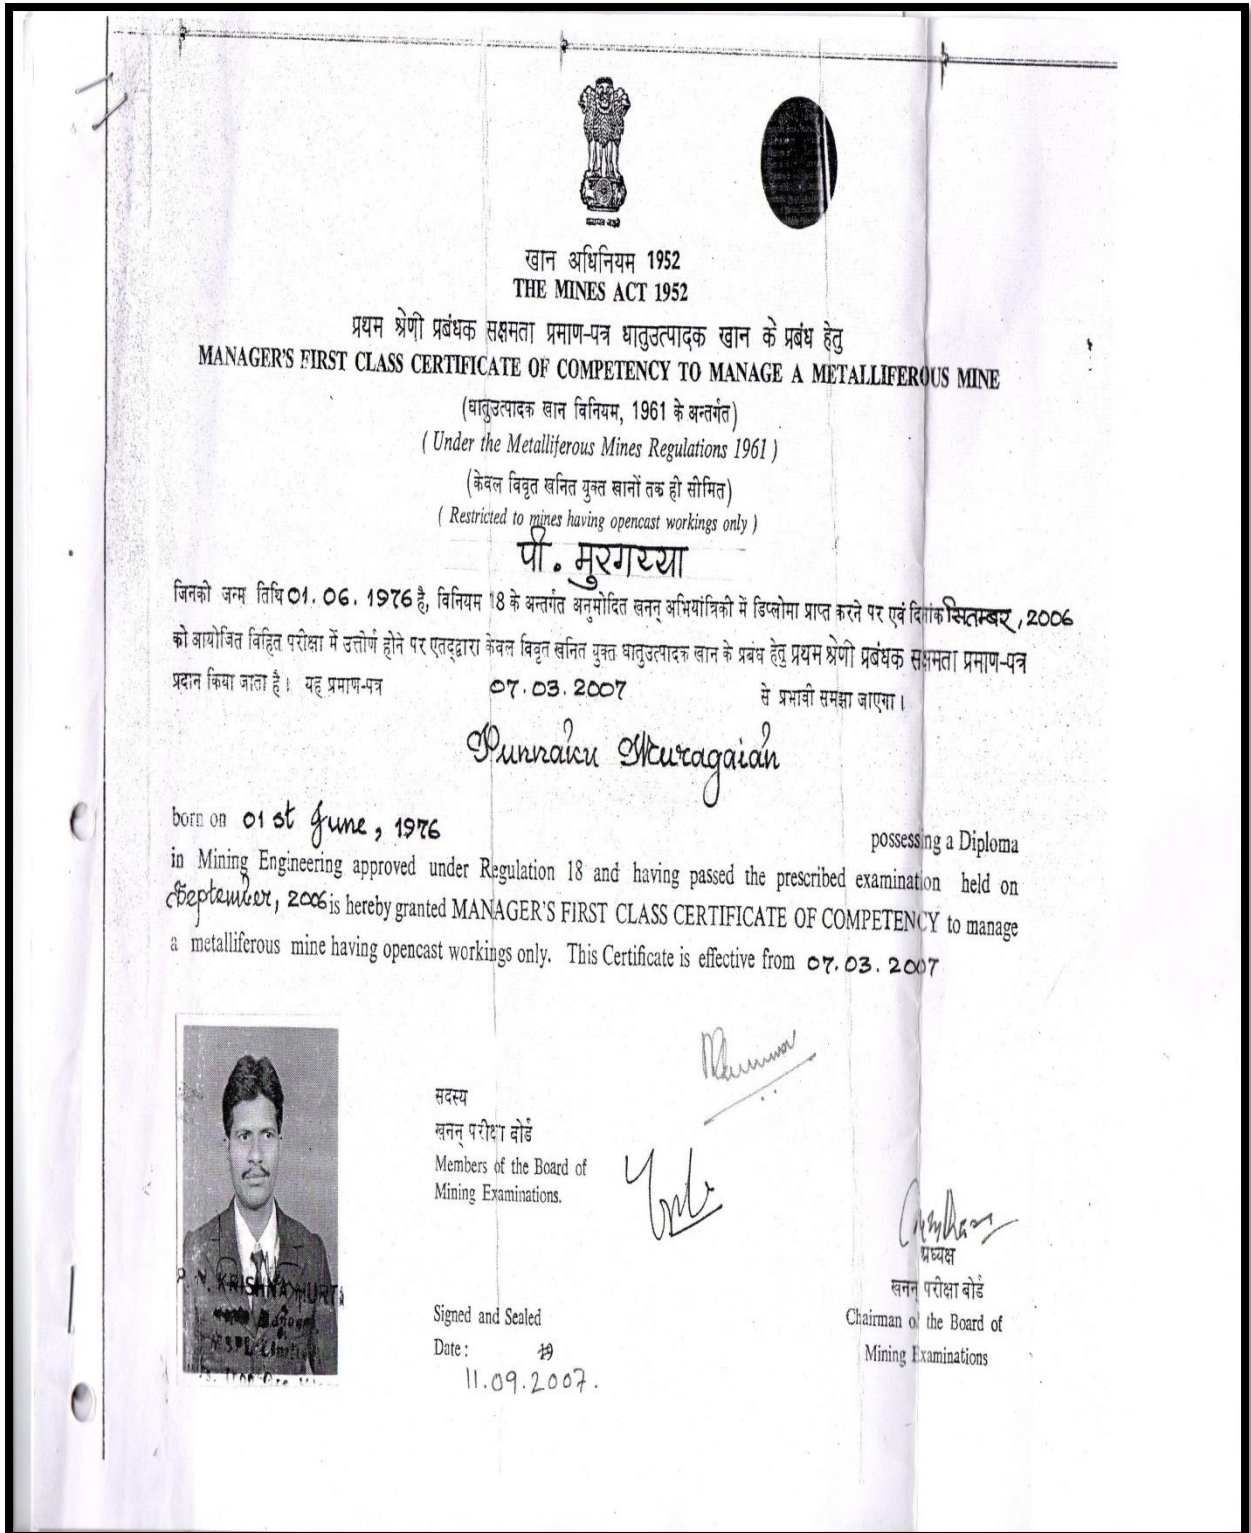 खान अधिनियम 1952
THE MINES ACT 1952
प्रथम श्रेणी प्रबंधक सक्षमता प्रमाण-पत्र धातुउत्पादक खान के प्रबंध हेतु
MANAGER'S FIRST CLASS CERTIFICATE OF COMPETENCY TO MANAGE A METALLIFEROUS MINE
(धातुउत्पादक खान विनियम, 1961 के अन्तर्गत)
( Under the Metalliferous Mines Regulations 1961 )
(केवल विवृत खनित युक्त खानों तक ही सीमित)
( Restricted to mines having opencast workings only )
पी. मुरगय्या
जिनकी जन्म तिथि 01.06.1976 है, विनियम 18 के अन्तर्गत अनुमोदित खनन् अभियांत्रिकी में डिप्लोमा प्राप्त करने पर एवं दिनांक सितम्बर, 2006
को आयोजित विहित परीक्षा में उत्तीर्ण होने पर एतद्द्वारा केवल विवृत खनित युक्त धातुउत्पादक खान के प्रबंध हेतु प्रथम श्रेणी प्रबंधक सक्षमता प्रमाण-पत्र
प्रदान किया जाता है। यह प्रमाण-पत्र 07.03.2007 से प्रभावी समझा जाएगा।
Punnaku Muragaiah
born on 01st June, 1976 possessing a Diploma
in Mining Engineering approved under Regulation 18 and having passed the prescribed examination held on
September, 2006 is hereby granted MANAGER'S FIRST CLASS CERTIFICATE OF COMPETENCY to manage
a metalliferous mine having opencast workings only. This Certificate is effective from 07.03.2007
सदस्य
खनन् परीक्षा बोर्ड
Members of the Board of
Mining Examinations.
प्रध्यक्ष
खनन् परीक्षा बोर्ड
Chairman of the Board of
Mining Examinations
Signed and Sealed
Date : 19
11.09.2007.
N. KRISHNAMURTI